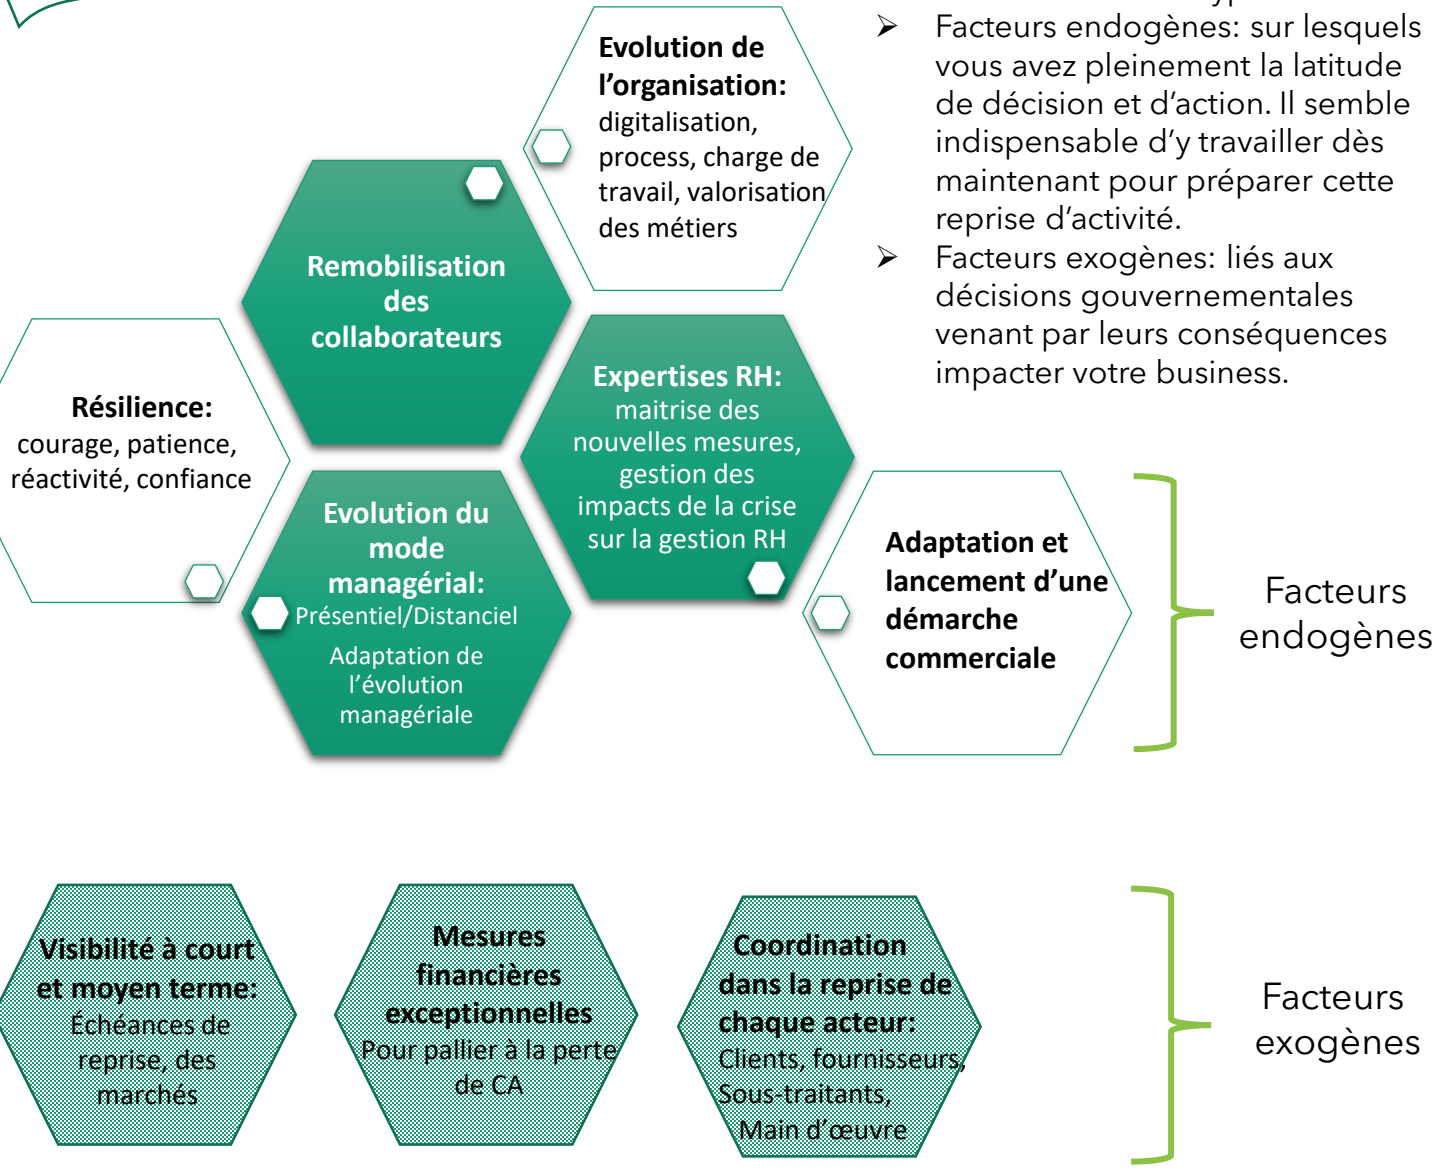 Evolution de
l'organisation:
digitalisation,
process, charge de
travail, valorisation
des métiers
➢ Facteurs endogènes: sur lesquels
vous avez pleinement la latitude
de décision et d'action. Il semble
indispensable d'y travailler dès
maintenant pour préparer cette
reprise d'activité.
➢ Facteurs exogènes: liés aux
décisions gouvernementales
venant par leurs conséquences
impacter votre business.
Remobilisation
des
collaborateurs
Résilience:
courage, patience,
réactivité, confiance
Expertises RH:
maitrise des
nouvelles mesures,
gestion des
impacts de la crise
sur la gestion RH
Evolution du
mode
managérial:
Présentiel/Distanciel
Adaptation de
l'évolution
managériale
Adaptation et
lancement d'une
démarche
commerciale
Facteurs
endogènes
Visibilité à court
et moyen terme:
Échéances de
reprise, des
marchés
Mesures
financières
exceptionnelles
Pour pallier à la perte
de CA
Coordination
dans la reprise de
chaque acteur:
Clients, fournisseurs,
Sous-traitants,
Main d'œuvre
Facteurs
exogènes